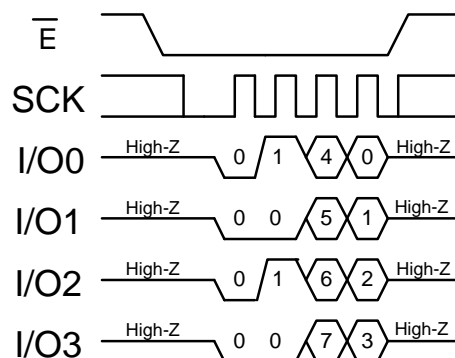 E
SCK
I/O0 High-Z 0 1 4 0 High-Z
I/O1 High-Z 0 0 5 1 High-Z
I/O2 High-Z 0 1 6 2 High-Z
I/O3 High-Z 0 0 7 3 High-Z